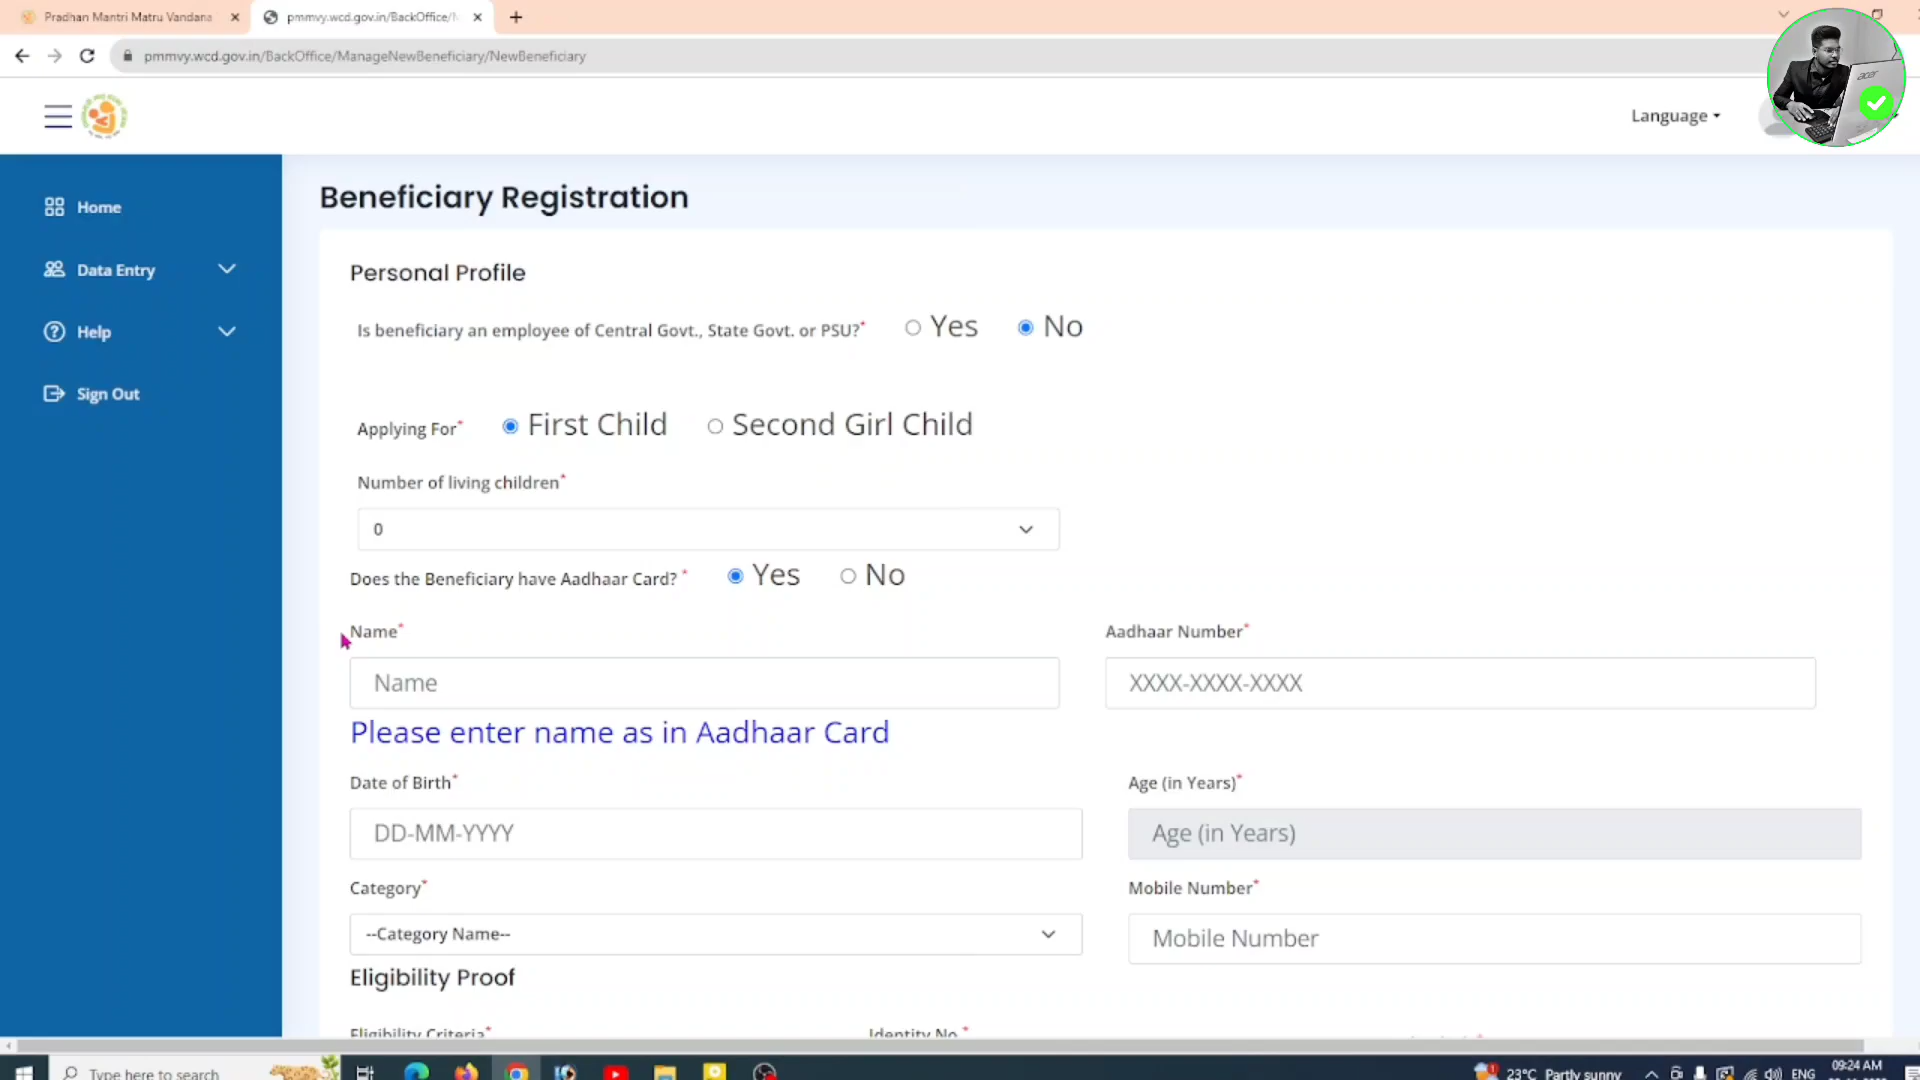 Pradhan Mantri Matru Vandana
pmmvy.wcd.gov.in/BackOffice/
pmmvy.wcd.gov.in/BackOffice/ManageNewBeneficiary/NewBeneficiary
Language
acer
Home
Data Entry
Help
Sign Out
Beneficiary Registration
Personal Profile
Is beneficiary an employee of Central Govt., State Govt. or PSU?* Yes No
Applying For* First Child Second Girl Child
Number of living children*
0
Does the Beneficiary have Aadhaar Card? * Yes No
Name* Aadhaar Number*
Name XXXX-XXXX-XXXX
Please enter name as in Aadhaar Card
Date of Birth* Age (in Years)*
DD-MM-YYYY Age (in Years)
Category* Mobile Number*
--Category Name-- Mobile Number
Eligibility Proof
Eligibility Criteria* Identity No.*
Type here to search
23°C Partly sunny ENG 09:24 AM